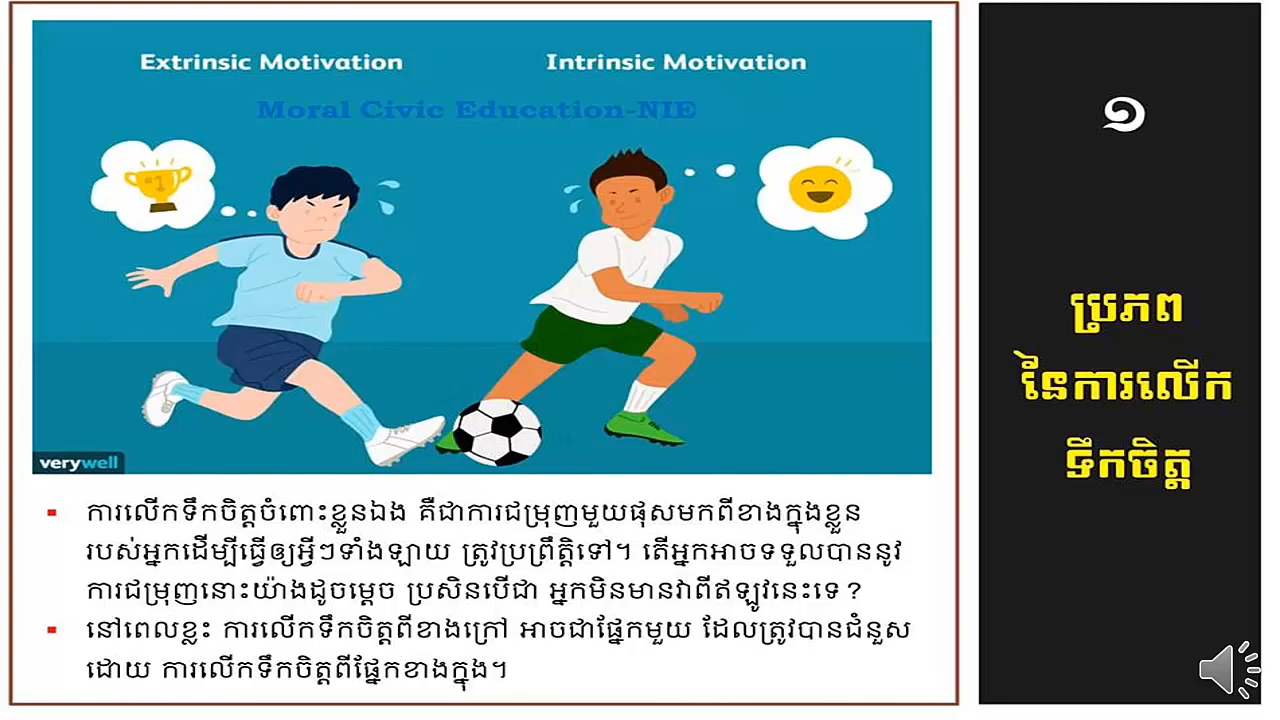 Extrinsic Motivation
Intrinsic Motivation
Moral Civic Education-NIE
#1
verywell
▪ ការលើកទឹកចិត្តចំពោះខ្លួនឯង គឺជាការជម្រុញមួយផុសមកពីខាងក្នុងខ្លួន
របស់អ្នកដើម្បីធ្វើឲ្យអ្វីៗទាំងឡាយ ត្រូវប្រព្រឹត្តិទៅ។ តើអ្នកអាចទទួលបាននូវ
ការជម្រុញនោះយ៉ាងដូចម្តេច ប្រសិនបើជា អ្នកមិនមានវាពីឥឡូវនេះទេ ?
▪ នៅពេលខ្លះ ការលើកទឹកចិត្តពីខាងក្រៅ អាចជាផ្នែកមួយ ដែលត្រូវបានជំនួស
ដោយ ការលើកទឹកចិត្តពីផ្នែកខាងក្នុង។
១
ប្រភព
នៃការលើក
ទឹកចិត្ត